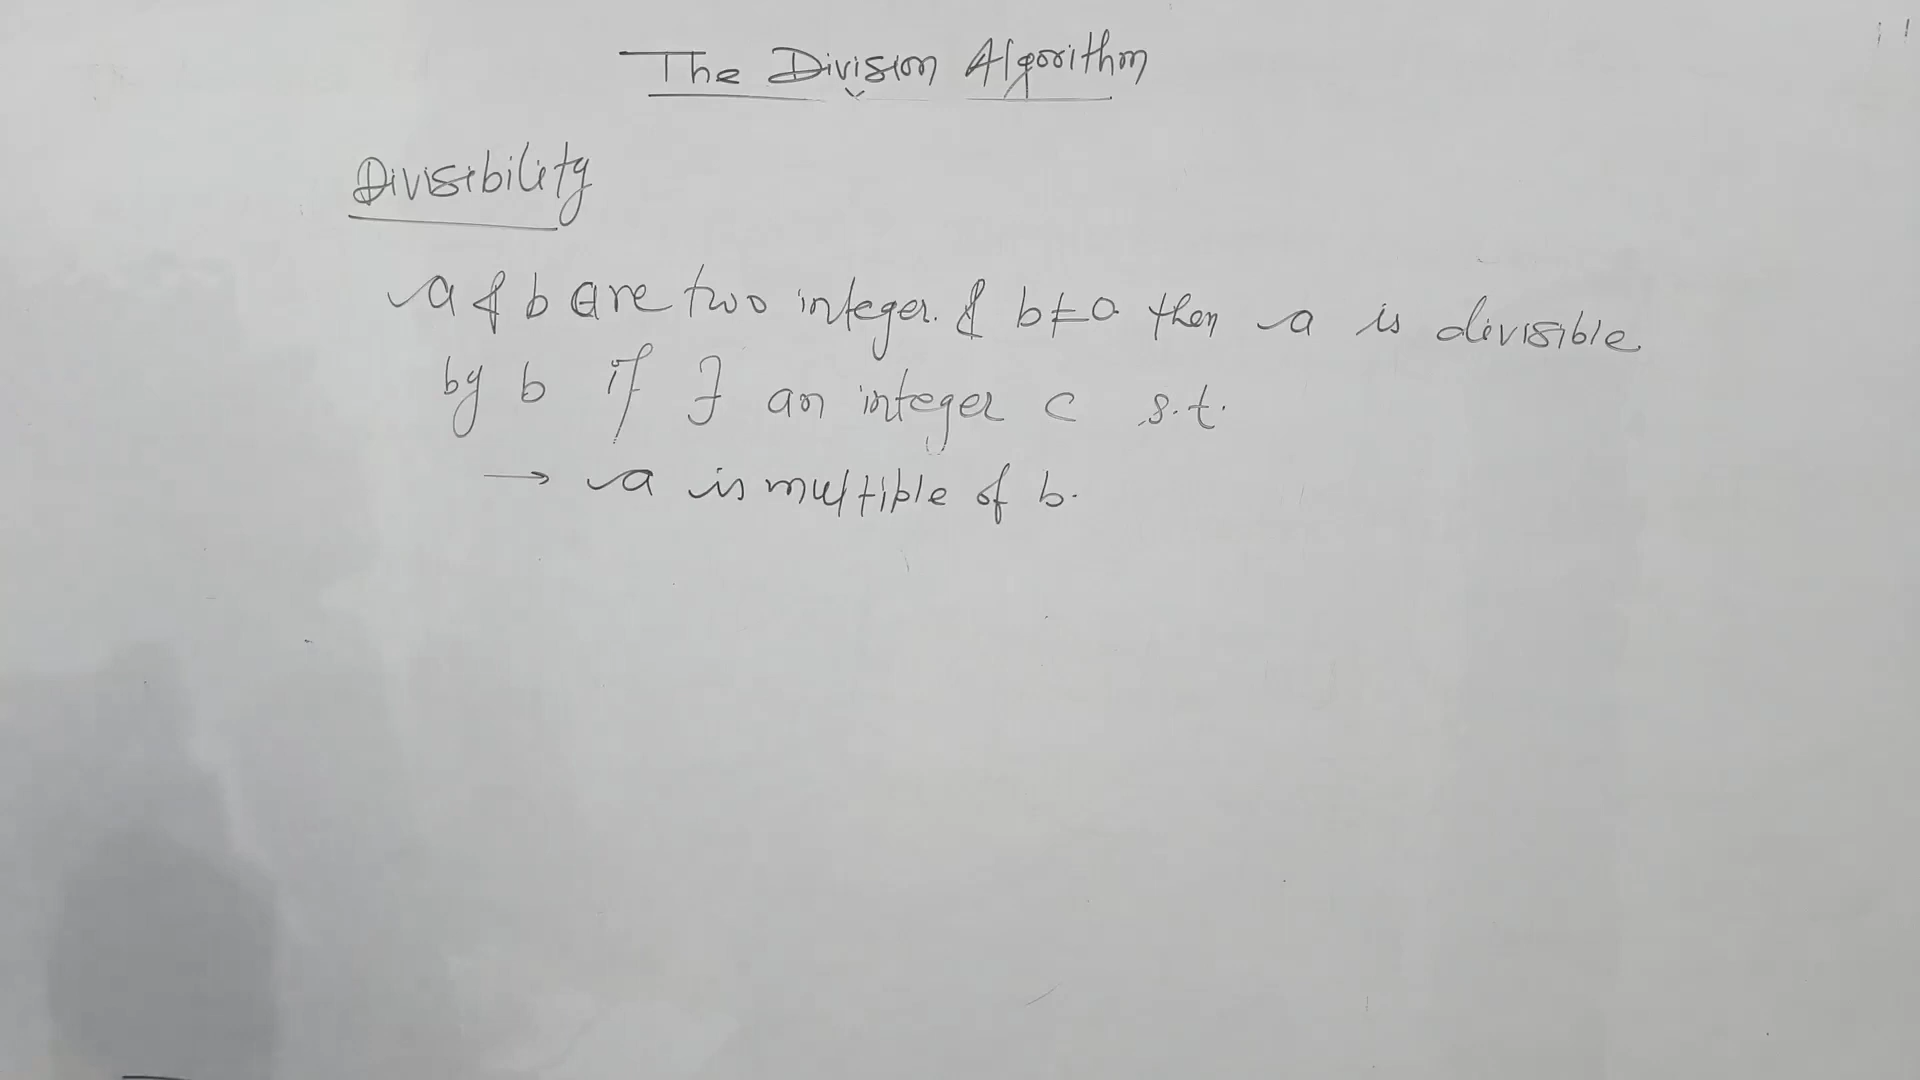 The Division Algorithm
Divisibility
a & b are two integer. & b≠0 then a is divisible
by b if ∃ an integer c s.t.
→ a is multiple of b.